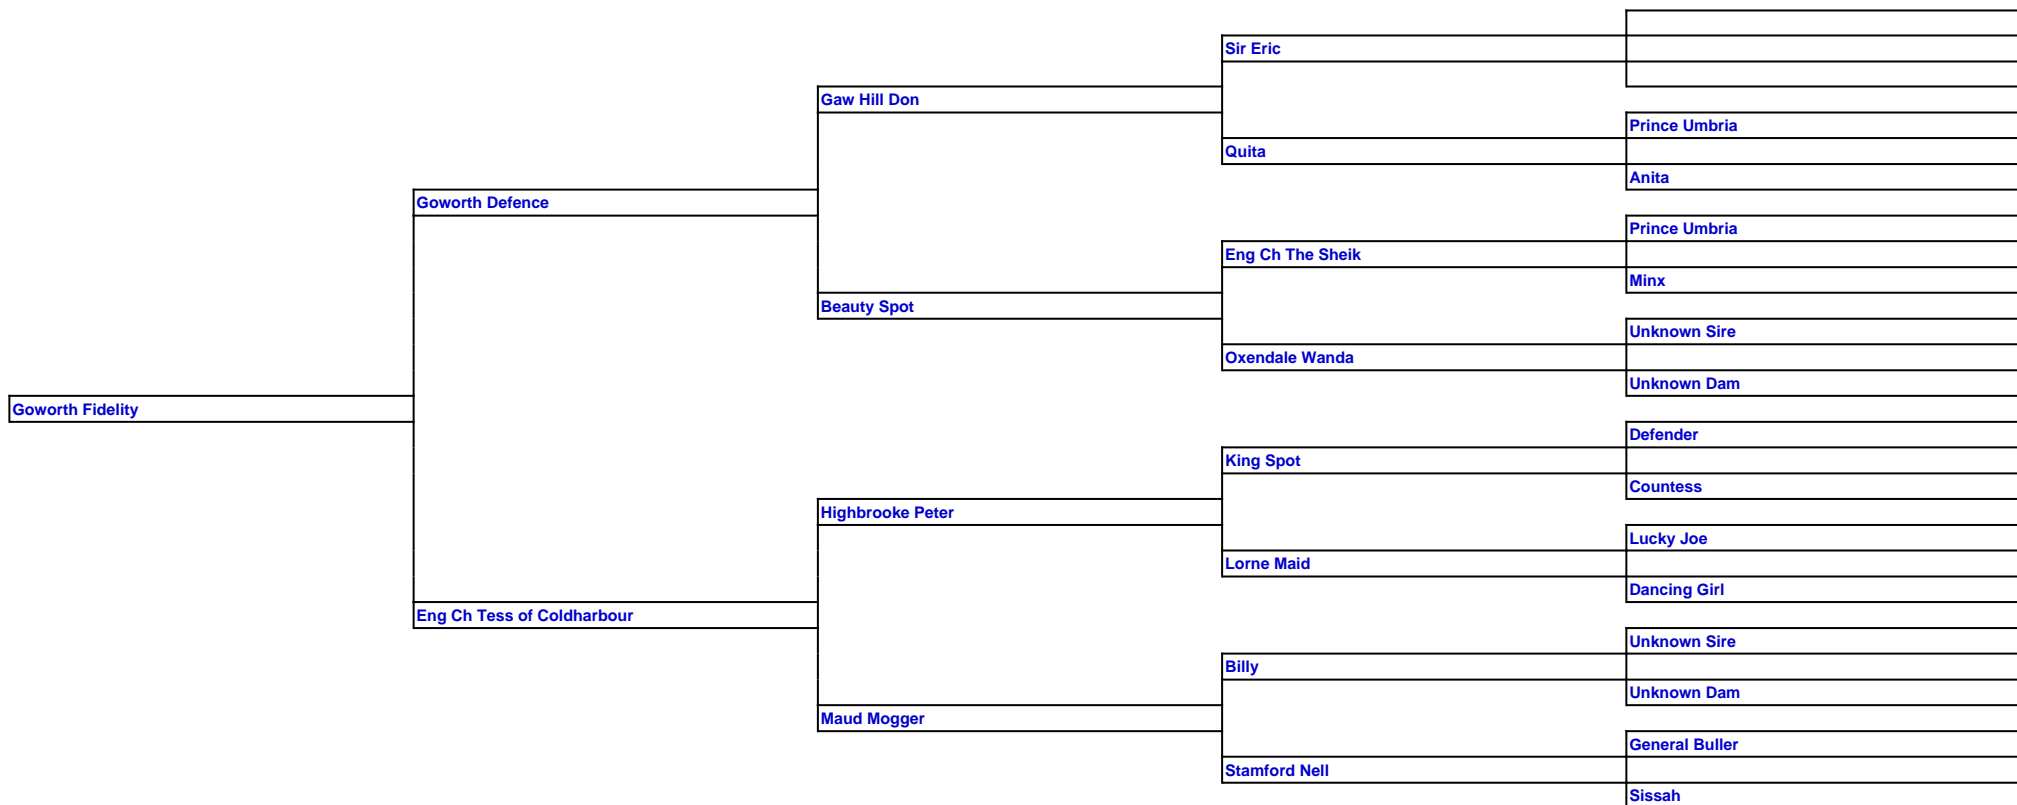 Sir Eric
Gaw Hill Don
Prince Umbria
Quita
Anita
Goworth Defence
Prince Umbria
Eng Ch The Sheik
Minx
Beauty Spot
Unknown Sire
Oxendale Wanda
Unknown Dam
Goworth Fidelity
Defender
King Spot
Countess
Highbrooke Peter
Lucky Joe
Lorne Maid
Dancing Girl
Eng Ch Tess of Coldharbour
Unknown Sire
Billy
Unknown Dam
Maud Mogger
General Buller
Stamford Nell
Sissah